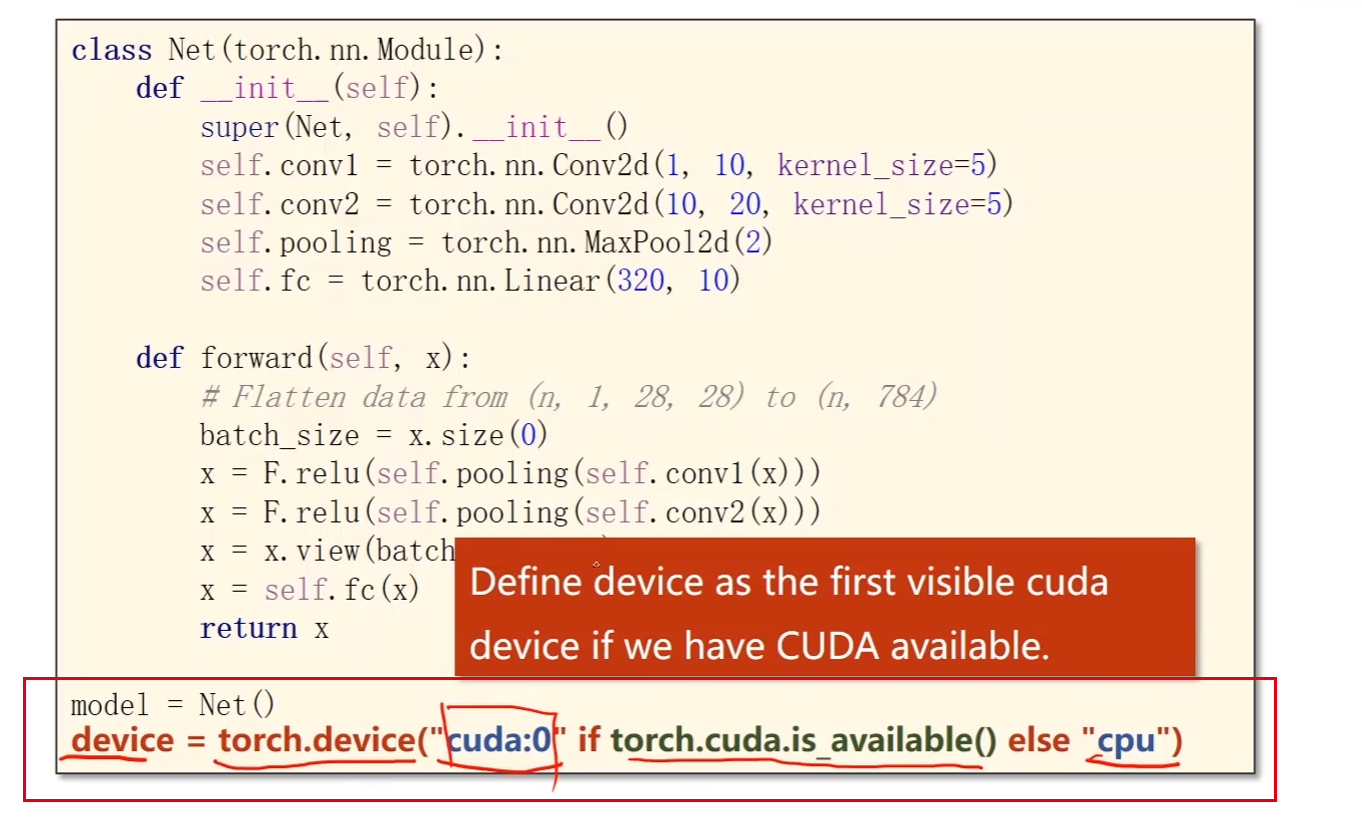 class Net(torch.nn.Module):
    def __init__(self):
        super(Net, self).__init__()
        self.conv1 = torch.nn.Conv2d(1, 10, kernel_size=5)
        self.conv2 = torch.nn.Conv2d(10, 20, kernel_size=5)
        self.pooling = torch.nn.MaxPool2d(2)
        self.fc = torch.nn.Linear(320, 10)
    def forward(self, x):
        # Flatten data from (n, 1, 28, 28) to (n, 784)
        batch_size = x.size(0)
        x = F.relu(self.pooling(self.conv1(x)))
        x = F.relu(self.pooling(self.conv2(x)))
        x = x.view(batch
        x = self.fc(x)
        return x
Define device as the first visible cuda
device if we have CUDA available.
model = Net()
device = torch.device("cuda:0" if torch.cuda.is_available() else "cpu")